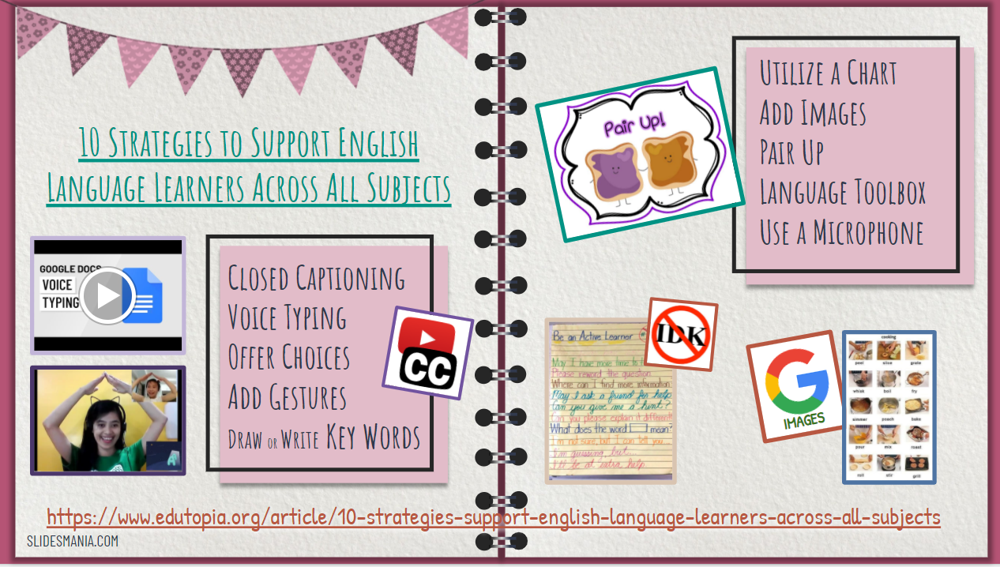 10 Strategies to Support English
Language Learners Across All Subjects
GOOGLE DOCS
VOICE
TYPING
Closed Captioning
Voice Typing
Offer Choices
Add Gestures
Draw or Write Key Words
CC
Pair Up!
Utilize a Chart
Add Images
Pair Up
Language Toolbox
Use a Microphone
Be an Active Learner
May I have more time to
Please reword the question
Where can I find more information
May I ask a friend for help
Can you give me a hint?
Can you please explain it different
What does the word mean?
I'm not sure, but I can tell you
I'm guessing, but...
I'll be at extra help
IDK
G
IMAGES
cooking
peel slice grate
whisk boil fry
simmer poach bake
pour mix roast
roll stir grill
https://www.edutopia.org/article/10-strategies-support-english-language-learners-across-all-subjects
SLIDESMANIA.COM